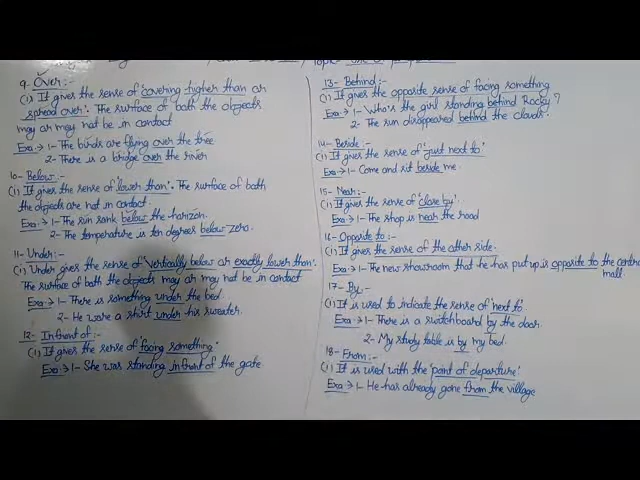 9- Over:-
(1) It gives the sense of 'covering higher than or
spread over'. The surface of both the objects
may or may not be in contact
Exa:→ 1- The birds are flying over the tree
2- There is a bridge over the river
10- Below:-
(1) It gives the sense of 'lower than'. The surface of both
the objects are not in contact.
Exa:→ 1- The sun sank below the horizon.
2- The temperature is ten degrees below zero.
11- Under:-
(1) Under gives the sense of 'vertically below or exactly lower than'.
The surface of both the objects may or may not be in contact
Exa:→ 1- There is something under the bed.
2- He wore a shirt under his sweater.
12- Infront of:-
(1) It gives the sense of 'facing something'
Exa:→ 1- She was standing infront of the gate
13- Behind:-
(1) It gives the opposite sense of facing something
Exa:→ 1- Who's the girl standing behind Rocky?
2- The sun disappeared behind the clouds.
14- Beside:-
(1) It gives the sense of 'just next to'
Exa:→ 1- Come and sit beside me.
15- Near:-
(1) It gives the sense of 'close by'.
Exa:→ 1- The shop is near the road
16- Opposite to:-
(1) It gives the sense of the other side.
Exa:→ 1- The new showroom that he has put up is opposite to the central
mall
17- By:-
(1) It is used to indicate the sense of 'next to'
Exa:→ 1- There is a switchboard by the door.
2- My study table is by my bed.
18- From:-
(1) It is used with the 'point of departure'
Exa:→ 1- He has already gone from the village